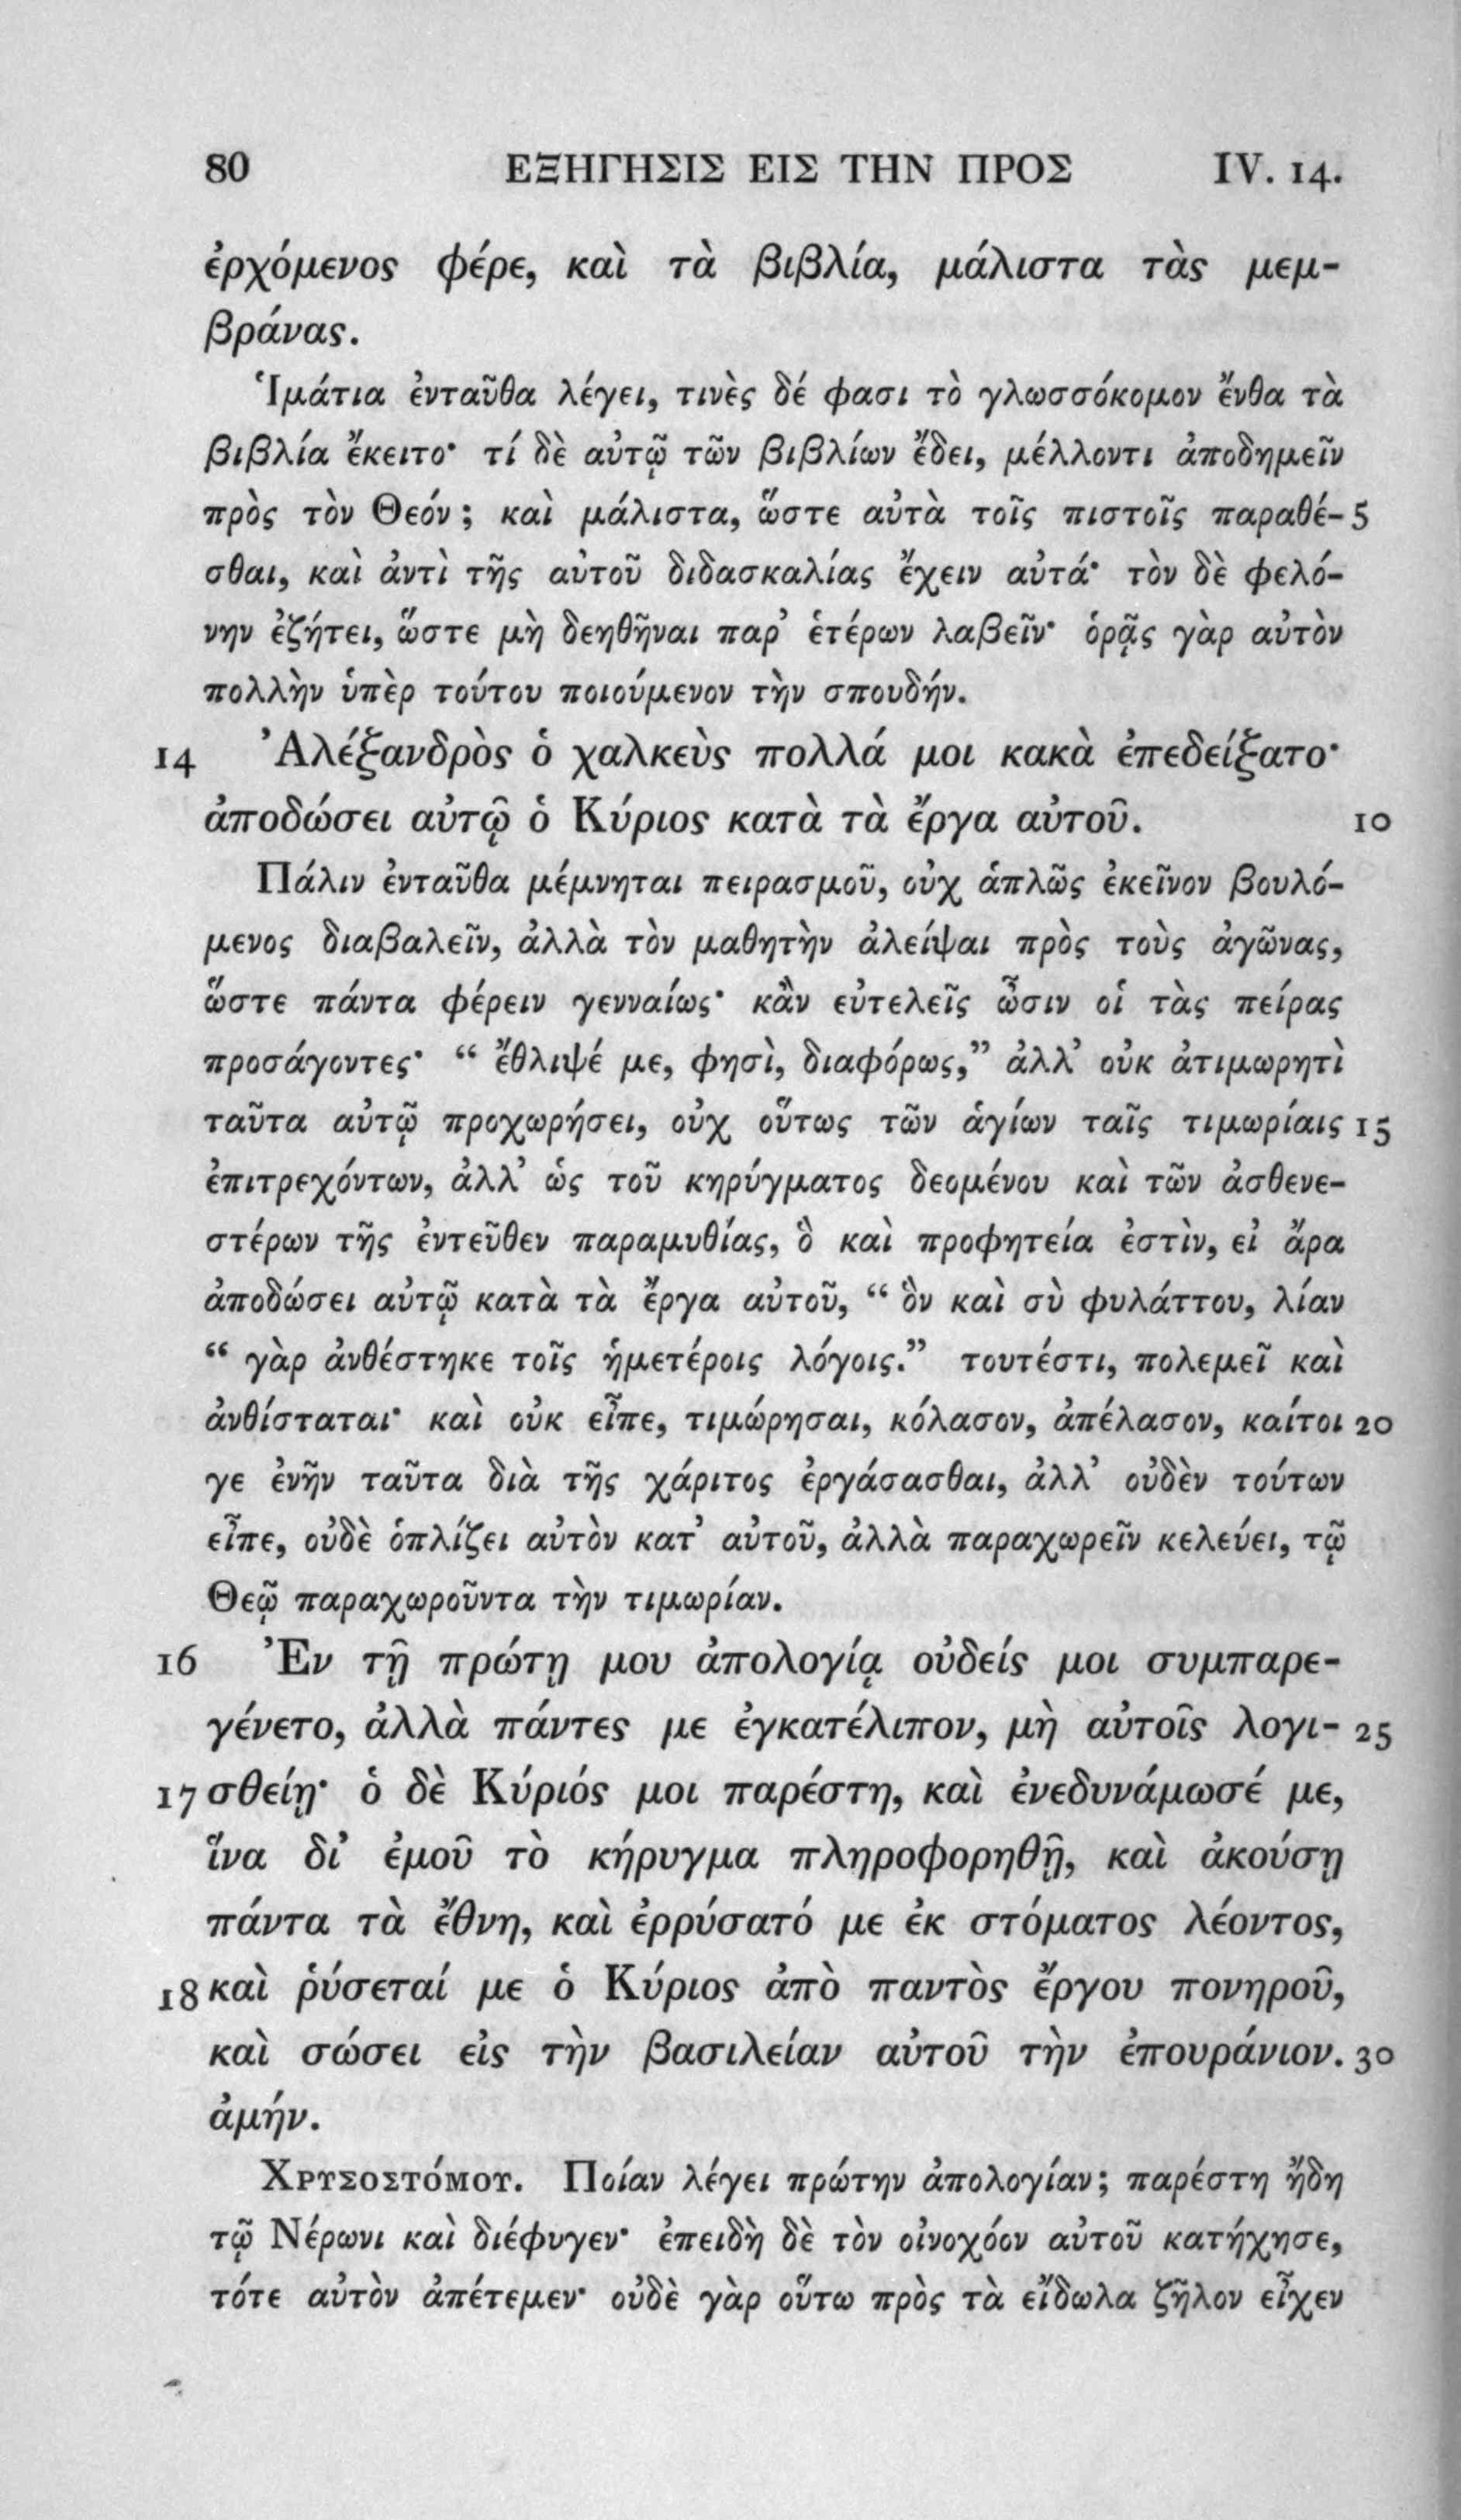 80 ΕΞΗΓΗΣΙΣ ΕΙΣ ΤΗΝ ΠΡΟΣ IV. 14.
ἐρχόμενος φέρε, καὶ τὰ βιβλία, μάλιστα τὰς μεμ-
βράνας.
Ἱμάτια ἐνταῦθα λέγει, τινὲς δέ φασι τὸ γλωσσόκομον ἔνθα τὰ
βιβλία ἔκειτο· τί δὲ αὐτῷ τῶν βιβλίων ἔδει, μέλλοντι ἀποδημεῖν
πρὸς τὸν Θεόν; καὶ μάλιστα, ὥστε αὐτὰ τοῖς πιστοῖς παραθέ- 5
σθαι, καὶ ἀντὶ τῆς αὐτοῦ διδασκαλίας ἔχειν αὐτά· τὸν δὲ φελό-
νην ἐζήτει, ὥστε μὴ δεηθῆναι παρ’ ἑτέρων λαβεῖν· ὁρᾷς γὰρ αὐτὸν
πολλὴν ὑπὲρ τούτου ποιούμενον τὴν σπουδήν.
14 Ἀλέξανδρὸς ὁ χαλκεὺς πολλά μοι κακὰ ἐπεδείξατο·
ἀποδώσει αὐτῷ ὁ Κύριος κατὰ τὰ ἔργα αὐτοῦ. 10
Πάλιν ἐνταῦθα μέμνηται πειρασμοῦ, οὐχ ἁπλῶς ἐκεῖνον βουλό-
μενος διαβαλεῖν, ἀλλὰ τὸν μαθητὴν ἀλείψαι πρὸς τοὺς ἀγῶνας,
ὥστε πάντα φέρειν γενναίως· κἂν εὐτελεῖς ὦσιν οἱ τὰς πείρας
προσάγοντες· “ ἔθλιψέ με, φησὶ, διαφόρως,” ἀλλ’ οὐκ ἀτιμωρητὶ
ταῦτα αὐτῷ προχωρήσει, οὐχ οὕτως τῶν ἁγίων ταῖς τιμωρίαις 15
ἐπιτρεχόντων, ἀλλ’ ὡς τοῦ κηρύγματος δεομένου καὶ τῶν ἀσθενε-
στέρων τῆς ἐντεῦθεν παραμυθίας, ὃ καὶ προφητεία ἐστὶν, εἰ ἄρα
ἀποδώσει αὐτῷ κατὰ τὰ ἔργα αὐτοῦ, “ ὃν καὶ σὺ φυλάττου, λίαν
“ γὰρ ἀνθέστηκε τοῖς ἡμετέροις λόγοις.” τουτέστι, πολεμεῖ καὶ
ἀνθίσταται· καὶ οὐκ εἶπε, τιμώρησαι, κόλασον, ἀπέλασον, καίτοι 20
γε ἐνῆν ταῦτα διὰ τῆς χάριτος ἐργάσασθαι, ἀλλ’ οὐδὲν τούτων
εἶπε, οὐδὲ ὁπλίζει αὐτὸν κατ’ αὐτοῦ, ἀλλὰ παραχωρεῖν κελεύει, τῷ
Θεῷ παραχωροῦντα τὴν τιμωρίαν.
16 Ἐν τῇ πρώτῃ μου ἀπολογίᾳ οὐδείς μοι συμπαρε-
γένετο, ἀλλὰ πάντες με ἐγκατέλιπον, μὴ αὐτοῖς λογι- 25
17 σθείῃ· ὁ δὲ Κύριός μοι παρέστη, καὶ ἐνεδυνάμωσέ με,
ἵνα δι’ ἐμοῦ τὸ κήρυγμα πληροφορηθῇ, καὶ ἀκούσῃ
πάντα τὰ ἔθνη, καὶ ἐρρύσατό με ἐκ στόματος λέοντος,
18 καὶ ῥύσεταί με ὁ Κύριος ἀπὸ παντὸς ἔργου πονηροῦ,
καὶ σώσει εἰς τὴν βασιλείαν αὐτοῦ τὴν ἐπουράνιον. 30
ἀμήν.
Χρυσοστόμου. Ποίαν λέγει πρώτην ἀπολογίαν; παρέστη ἤδη
τῷ Νέρωνι καὶ διέφυγεν· ἐπειδὴ δὲ τὸν οἰνοχόον αὐτοῦ κατήχησε,
τότε αὐτὸν ἀπέτεμεν· οὐδὲ γὰρ οὕτω πρὸς τὰ εἴδωλα ζῆλον εἶχεν